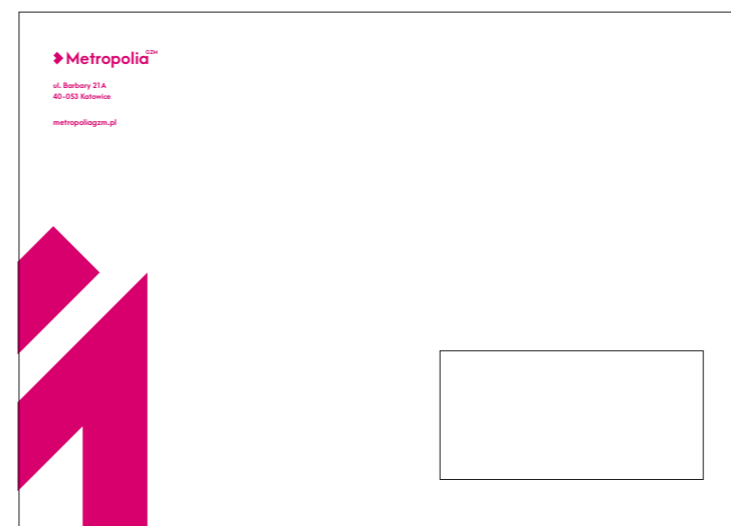 Metropolia GZM
ul. Barbary 21A
40-053 Katowice
metropoliagzm.pl